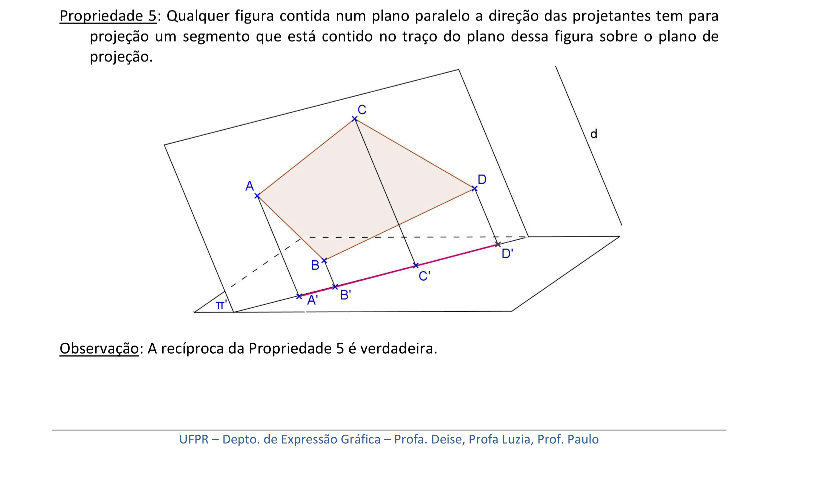 Propriedade 5: Qualquer figura contida num plano paralelo a direção das projetantes tem para
projeção um segmento que está contido no traço do plano dessa figura sobre o plano de
projeção.
C
d
A
D
B
D'
C'
π'
A'
B'
Observação: A recíproca da Propriedade 5 é verdadeira.
UFPR – Depto. de Expressão Gráfica – Profa. Deise, Profa Luzia, Prof. Paulo